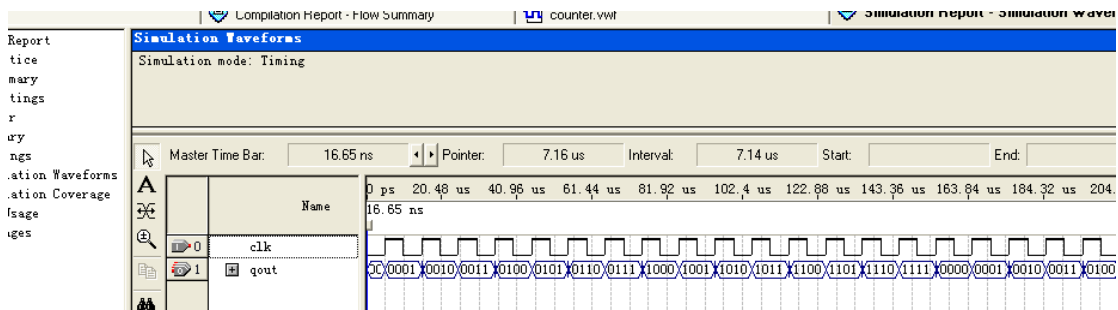 Compilation Report - Flow Summary counter.vwf Simulation Report - Simulation Wavef
Report
tice
mary
tings
r
ary
ngs
.ation Waveforms
.ation Coverage
Usage
ges
Simulation Waveforms
Simulation mode: Timing
Master Time Bar: 16.65 ns Pointer: 7.16 us Interval: 7.14 us Start: End:
Name
0 ps 20.48 us 40.96 us 61.44 us 81.92 us 102.4 us 122.88 us 143.36 us 163.84 us 184.32 us 204.
16.65 ns
A
0 clk
1 qout 0001 0010 0011 0100 0101 0110 0111 1000 1001 1010 1011 1100 1101 1110 1111 0000 0001 0010 0011 0100